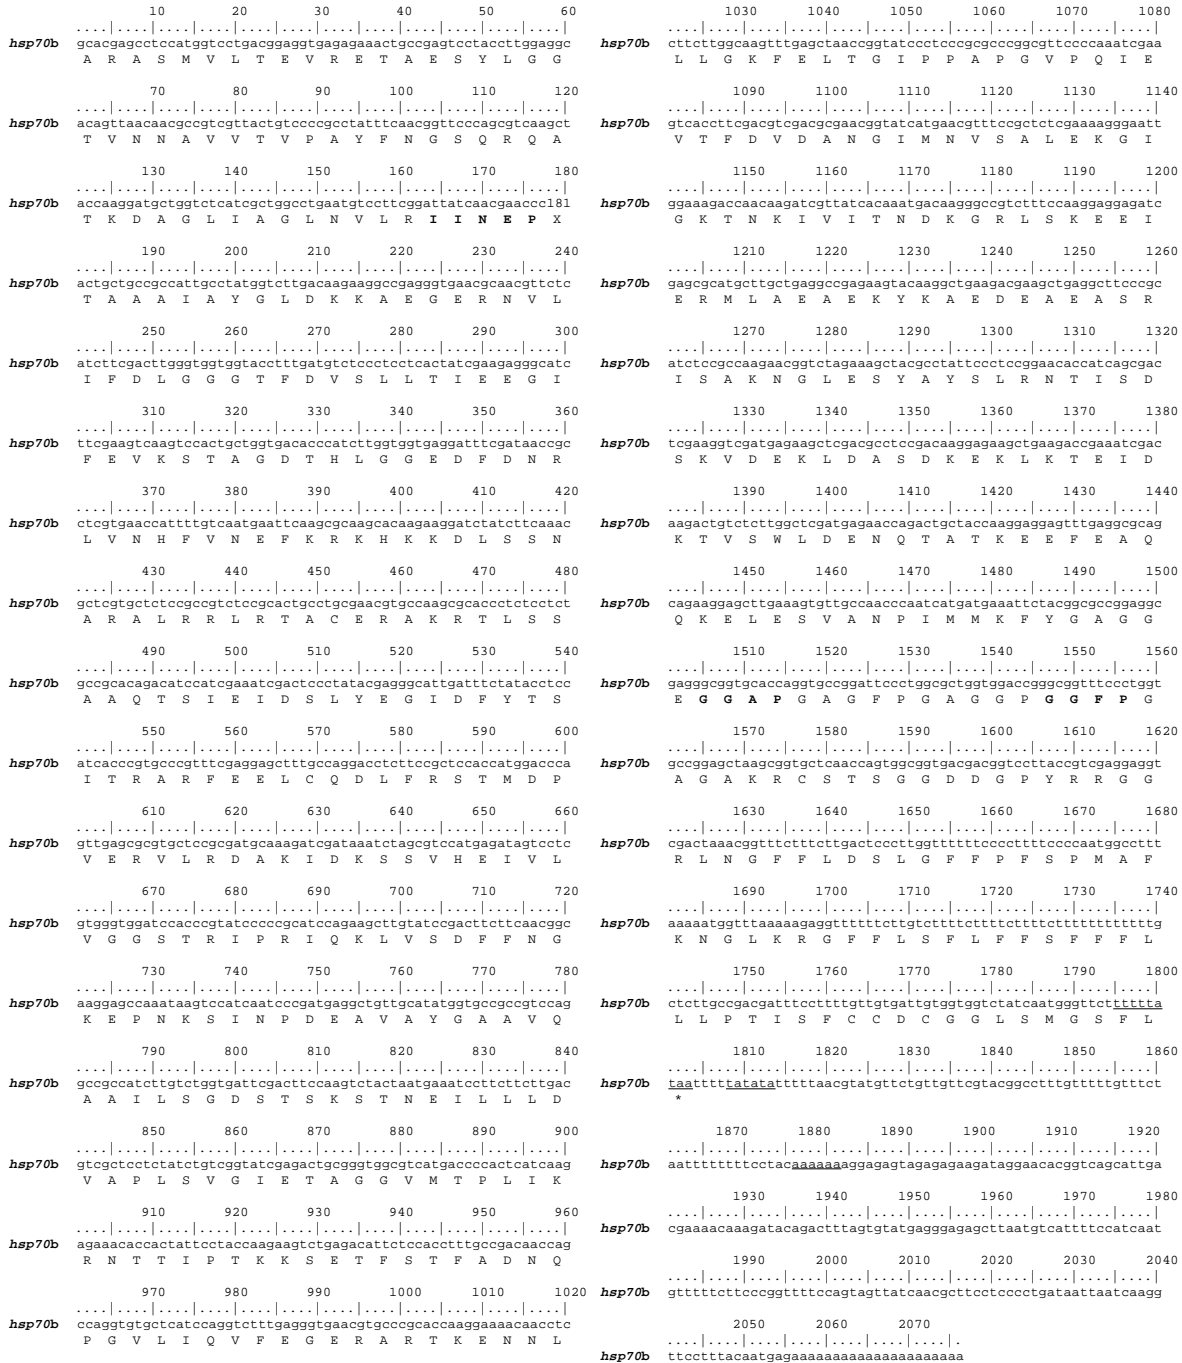 10 20 30 40 50 60
....|....|....|....|....|....|....|....|....|....|....|....|
hsp70b gcacgagcctccatggtcctgacggaggtgagagaaactgccgagtcctaccttggaggc
A R A S M V L T E V R E T A E S Y L G G
70 80 90 100 110 120
....|....|....|....|....|....|....|....|....|....|....|....|
hsp70b acagttaacaacgccgtcgttactgtccccgcctatttcaacggttcccagcgtcaagct
T V N N A V V T V P A Y F N G S Q R Q A
130 140 150 160 170 180
....|....|....|....|....|....|....|....|....|....|....|....|
hsp70b accaaggatgctggtctcatcgctggcctgaatgtccttcggattatcaacgaaccc181
T K D A G L I A G L N V L R I I N E P X
190 200 210 220 230 240
....|....|....|....|....|....|....|....|....|....|....|....|
hsp70b actgctgccgccattgcctatggtcttgacaagaaggccgagggtgaacgcaacgttctc
T A A A I A Y G L D K K A E G E R N V L
250 260 270 280 290 300
....|....|....|....|....|....|....|....|....|....|....|....|
hsp70b atcttcgacttgggtggtggtacctttgatgtctccctcctcactatcgaagagggcatc
I F D L G G G T F D V S L L T I E E G I
310 320 330 340 350 360
....|....|....|....|....|....|....|....|....|....|....|....|
hsp70b ttcgaagtcaagtccactgctggtgacacccatcttggtggtgaggatttcgataaccgc
F E V K S T A G D T H L G G E D F D N R
370 380 390 400 410 420
....|....|....|....|....|....|....|....|....|....|....|....|
hsp70b ctcgtgaaccattttgtcaatgaattcaagcgcaagcacaagaaggatctatcttcaaac
L V N H F V N E F K R K H K K D L S S N
430 440 450 460 470 480
....|....|....|....|....|....|....|....|....|....|....|....|
hsp70b gctcgtgctctccgccgtctccgcactgcctgcgaacgtgccaagcgcaccctctcctct
A R A L R R L R T A C E R A K R T L S S
490 500 510 520 530 540
....|....|....|....|....|....|....|....|....|....|....|....|
hsp70b gccgcacagacatccatcgaaatcgactccctatacgagggcattgatttctatacctcc
A A Q T S I E I D S L Y E G I D F Y T S
550 560 570 580 590 600
....|....|....|....|....|....|....|....|....|....|....|....|
hsp70b atcacccgtgcccgtttcgaggagctttgccaggacctcttccgctccaccatggaccca
I T R A R F E E L C Q D L F R S T M D P
610 620 630 640 650 660
....|....|....|....|....|....|....|....|....|....|....|....|
hsp70b gttgagcgcgtgctccgcgatgcaaagatcgataaatctagcgtccatgagatagtcctc
V E R V L R D A K I D K S S V H E I V L
670 680 690 700 710 720
....|....|....|....|....|....|....|....|....|....|....|....|
hsp70b gtgggtggatccacccgtatcccccgcatccagaagcttgtatccgacttcttcaacggc
V G G S T R I P R I Q K L V S D F F N G
730 740 750 760 770 780
....|....|....|....|....|....|....|....|....|....|....|....|
hsp70b aaggagccaaataagtccatcaatcccgatgaggctgttgcatatggtgccgccgtccag
K E P N K S I N P D E A V A Y G A A V Q
790 800 810 820 830 840
....|....|....|....|....|....|....|....|....|....|....|....|
hsp70b gccgccatcttgtctggtgattcgacttccaagtctactaatgaaatccttcttcttgac
A A I L S G D S T S K S T N E I L L L D
850 860 870 880 890 900
....|....|....|....|....|....|....|....|....|....|....|....|
hsp70b gtcgctcctctatctgtcggtatcgagactgcgggtggcgtcatgaccccactcatcaag
V A P L S V G I E T A G G V M T P L I K
910 920 930 940 950 960
....|....|....|....|....|....|....|....|....|....|....|....|
hsp70b agaaacaccactattcctaccaagaagtctgagacattctccacctttgccgacaaccag
R N T T I P T K K S E T F S T F A D N Q
970 980 990 1000 1010 1020
....|....|....|....|....|....|....|....|....|....|....|....|
hsp70b ccaggtgtgctcatccaggtctttgagggtgaacgtgcccgcaccaaggaaaacaacctc
P G V L I Q V F E G E R A R T K E N N L
1030 1040 1050 1060 1070 1080
....|....|....|....|....|....|....|....|....|....|....|....|
hsp70b cttcttggcaagtttgagctaaccggtatccctcccgcgcccggcgttccccaaatcgaa
L L G K F E L T G I P P A P G V P Q I E
1090 1100 1110 1120 1130 1140
....|....|....|....|....|....|....|....|....|....|....|....|
hsp70b gtcaccttcgacgtcgacgcgaacggtatcatgaacgtttccgctctcgaaaagggaatt
V T F D V D A N G I M N V S A L E K G I
1150 1160 1170 1180 1190 1200
....|....|....|....|....|....|....|....|....|....|....|....|
hsp70b ggaaagaccaacaagatcgttatcacaaatgacaagggccgtctttccaaggaggagatc
G K T N K I V I T N D K G R L S K E E I
1210 1220 1230 1240 1250 1260
....|....|....|....|....|....|....|....|....|....|....|....|
hsp70b gagcgcatgcttgctgaggccgagaagtacaaggctgaagacgaagctgaggcttcccgc
E R M L A E A E K Y K A E D E A E A S R
1270 1280 1290 1300 1310 1320
....|....|....|....|....|....|....|....|....|....|....|....|
hsp70b atctccgccaagaacggtctagaaagctacgcctattccctccggaacaccatcagcgac
I S A K N G L E S Y A Y S L R N T I S D
1330 1340 1350 1360 1370 1380
....|....|....|....|....|....|....|....|....|....|....|....|
hsp70b tcgaaggtcgatgagaagctcgacgcctccgacaaggagaagctgaagaccgaaatcgac
S K V D E K L D A S D K E K L K T E I D
1390 1400 1410 1420 1430 1440
....|....|....|....|....|....|....|....|....|....|....|....|
hsp70b aagactgtctcttggctcgatgagaaccagactgctaccaaggaggagtttgaggcgcag
K T V S W L D E N Q T A T K E E F E A Q
1450 1460 1470 1480 1490 1500
....|....|....|....|....|....|....|....|....|....|....|....|
hsp70b cagaaggagcttgaaagtgttgccaacccaatcatgatgaaattctacggcgccggaggc
Q K E L E S V A N P I M M K F Y G A G G
1510 1520 1530 1540 1550 1560
....|....|....|....|....|....|....|....|....|....|....|....|
hsp70b gagggcggtgcaccaggtgccggattccctggcgctggtggaccgggcggtttccctggt
E G G A P G A G F P G A G G P G G F P G
1570 1580 1590 1600 1610 1620
....|....|....|....|....|....|....|....|....|....|....|....|
hsp70b gccggagctaagcggtgctcaaccagtggcggtgacgacggtccttaccgtcgaggaggt
A G A K R C S T S G G D D G P Y R R G G
1630 1640 1650 1660 1670 1680
....|....|....|....|....|....|....|....|....|....|....|....|
hsp70b cgactaaacggtttctttcttgactcccttggttttttccccttttccccaatggccttt
R L N G F F L D S L G F F P F S P M A F
1690 1700 1710 1720 1730 1740
....|....|....|....|....|....|....|....|....|....|....|....|
hsp70b aaaaatggtttaaaaagaggtttttttcttgtctttcttttctttctttctttttttttg
K N G L K R G F F L S F L F F S F F F L
1750 1760 1770 1780 1790 1800
....|....|....|....|....|....|....|....|....|....|....|....|
hsp70b ctcttgccgacgatttccttttgttgtgattgtggtggtctatcaatgggttctttttta
L L P T I S F C C D C G G L S M G S F L
1810 1820 1830 1840 1850 1860
....|....|....|....|....|....|....|....|....|....|....|....|
hsp70b taatttttatatatttttaacgtatgttctgttgttcgtacggcctttgtttttgtttct
*
1870 1880 1890 1900 1910 1920
....|....|....|....|....|....|....|....|....|....|....|....|
hsp70b aatttttttttcctacaaaaaaggagagtagagagaagataggaacacggtcagcattga
1930 1940 1950 1960 1970 1980
....|....|....|....|....|....|....|....|....|....|....|....|
hsp70b cgaaaacaaagatacagactttagtgtatgagggagagcttaatgtcattttccatcaat
1990 2000 2010 2020 2030 2040
....|....|....|....|....|....|....|....|....|....|....|....|
hsp70b gtttttcttcccggttttccagtagttatcaacgcttcctcccctgataattaatcaagg
2050 2060 2070
....|....|....|....|....|....|....|.
hsp70b ttcctttacaatgagaaaaaaaaaaaaaaaaaaaaa